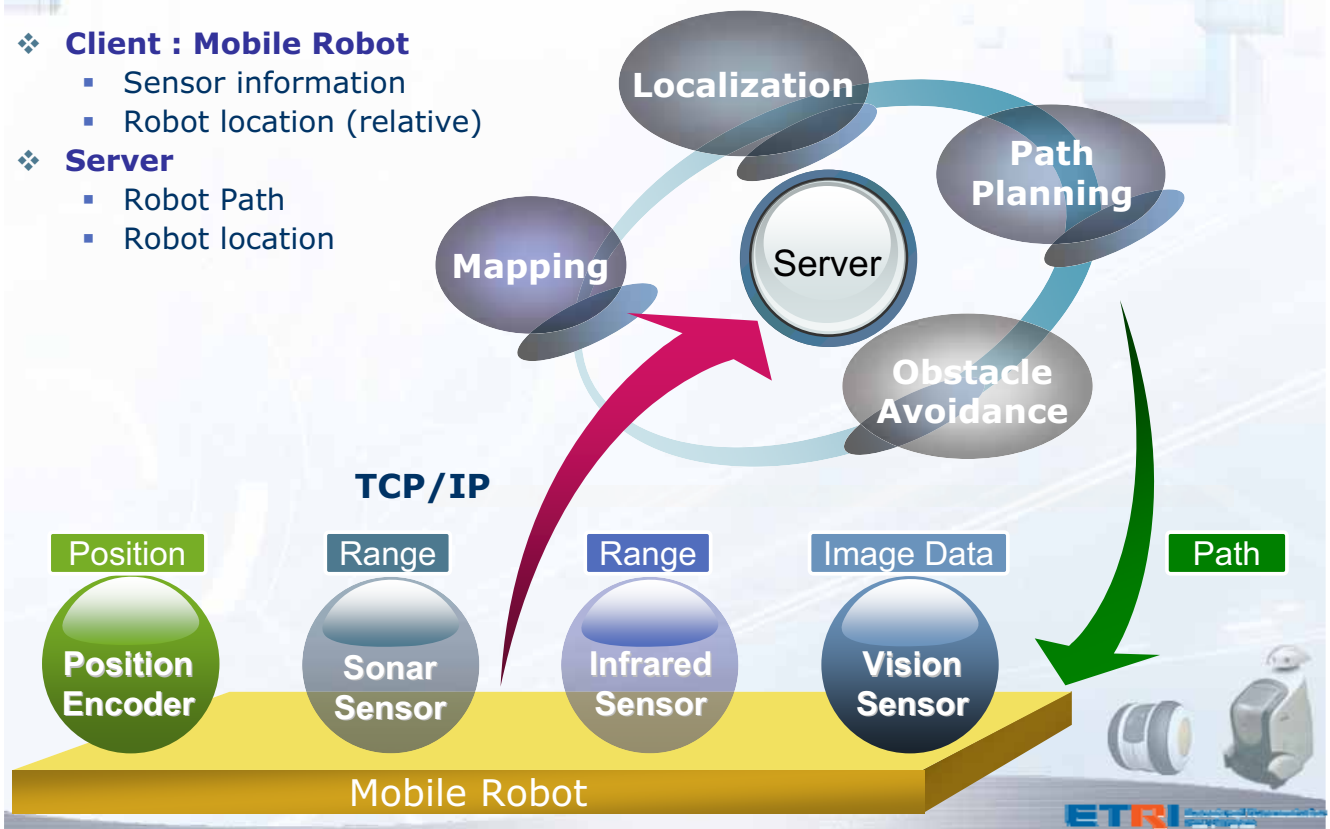 Client : Mobile Robot
Sensor information
Robot location (relative)
Server
Robot Path
Robot location
Localization
Path
Planning
Mapping
Server
Obstacle
Avoidance
TCP/IP
Position
Range
Range
Image Data
Path
Position
Encoder
Sonar
Sensor
Infrared
Sensor
Vision
Sensor
Mobile Robot
ETRI